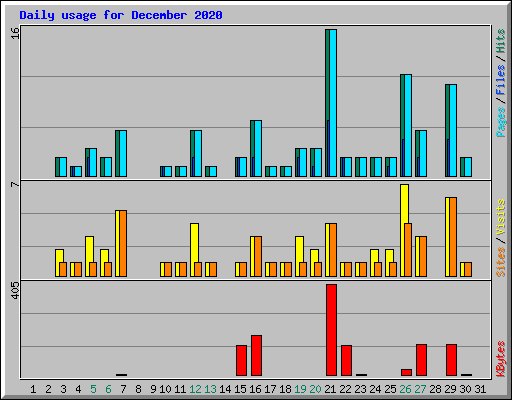 Daily usage for December 2020
16
7
405
Pages / Files / Hits
Sites / Visits
KBytes
1 2 3 4 5 6 7 8 9 10 11 12 13 14 15 16 17 18 19 20 21 22 23 24 25 26 27 28 29 30 31